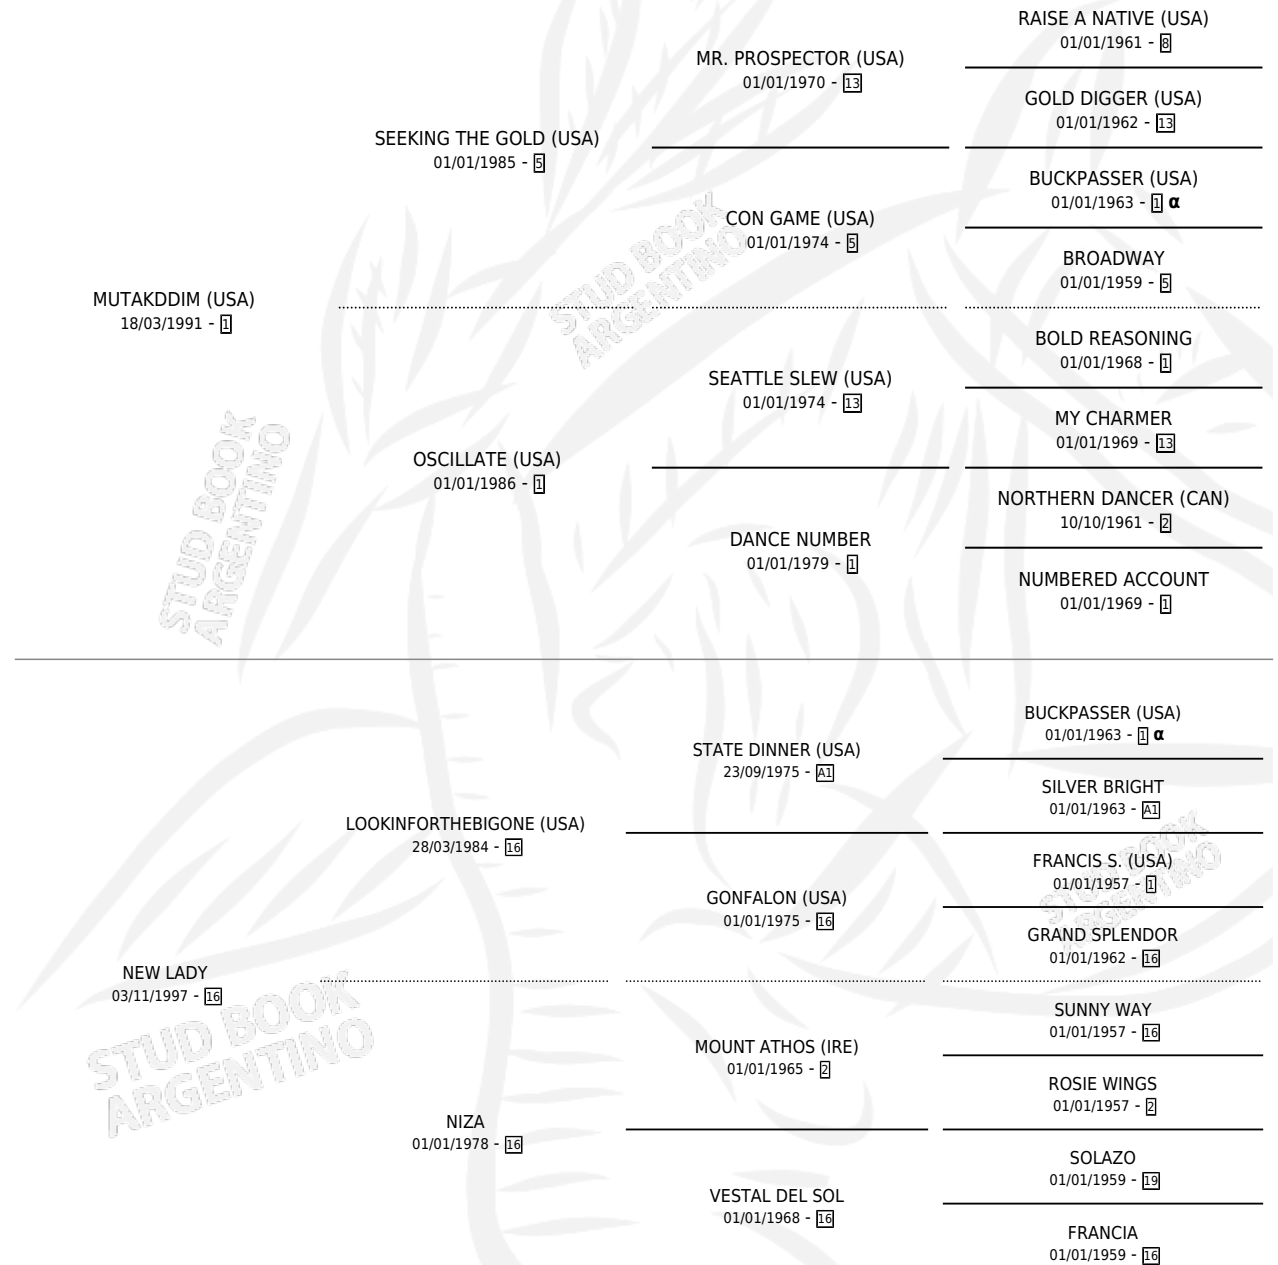 RAISE A NATIVE (USA)
01/01/1961 - 8
MR. PROSPECTOR (USA)
01/01/1970 - 13
GOLD DIGGER (USA)
01/01/1962 - 13
SEEKING THE GOLD (USA)
01/01/1985 - 5
BUCKPASSER (USA)
01/01/1963 - 1 α
CON GAME (USA)
01/01/1974 - 5
BROADWAY
01/01/1959 - 5
MUTAKDDIM (USA)
18/03/1991 - 1
BOLD REASONING
01/01/1968 - 1
SEATTLE SLEW (USA)
01/01/1974 - 13
MY CHARMER
01/01/1969 - 13
OSCILLATE (USA)
01/01/1986 - 1
NORTHERN DANCER (CAN)
10/10/1961 - 2
DANCE NUMBER
01/01/1979 - 1
NUMBERED ACCOUNT
01/01/1969 - 1
STUD BOOK
ARGENTINO
STUD BOOK
ARGENTINO
BUCKPASSER (USA)
01/01/1963 - 1 α
STATE DINNER (USA)
23/09/1975 - A1
SILVER BRIGHT
01/01/1963 - A1
LOOKINFORTHEBIGONE (USA)
28/03/1984 - 16
FRANCIS S. (USA)
01/01/1957 - 1
GONFALON (USA)
01/01/1975 - 16
GRAND SPLENDOR
01/01/1962 - 16
NEW LADY
03/11/1997 - 16
SUNNY WAY
01/01/1957 - 16
MOUNT ATHOS (IRE)
01/01/1965 - 2
ROSIE WINGS
01/01/1957 - 2
NIZA
01/01/1978 - 16
SOLAZO
01/01/1959 - 19
VESTAL DEL SOL
01/01/1968 - 16
FRANCIA
01/01/1959 - 16
STUD BOOK
ARGENTINO
STUD BOOK
ARGENTINO